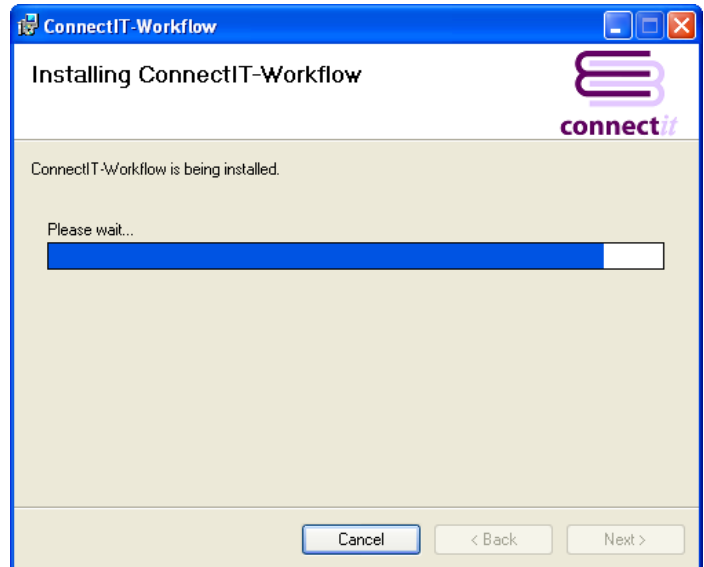 ConnectIT-Workflow
Installing ConnectIT-Workflow
connectit
ConnectIT-Workflow is being installed.
Please wait...
Cancel
< Back
Next >